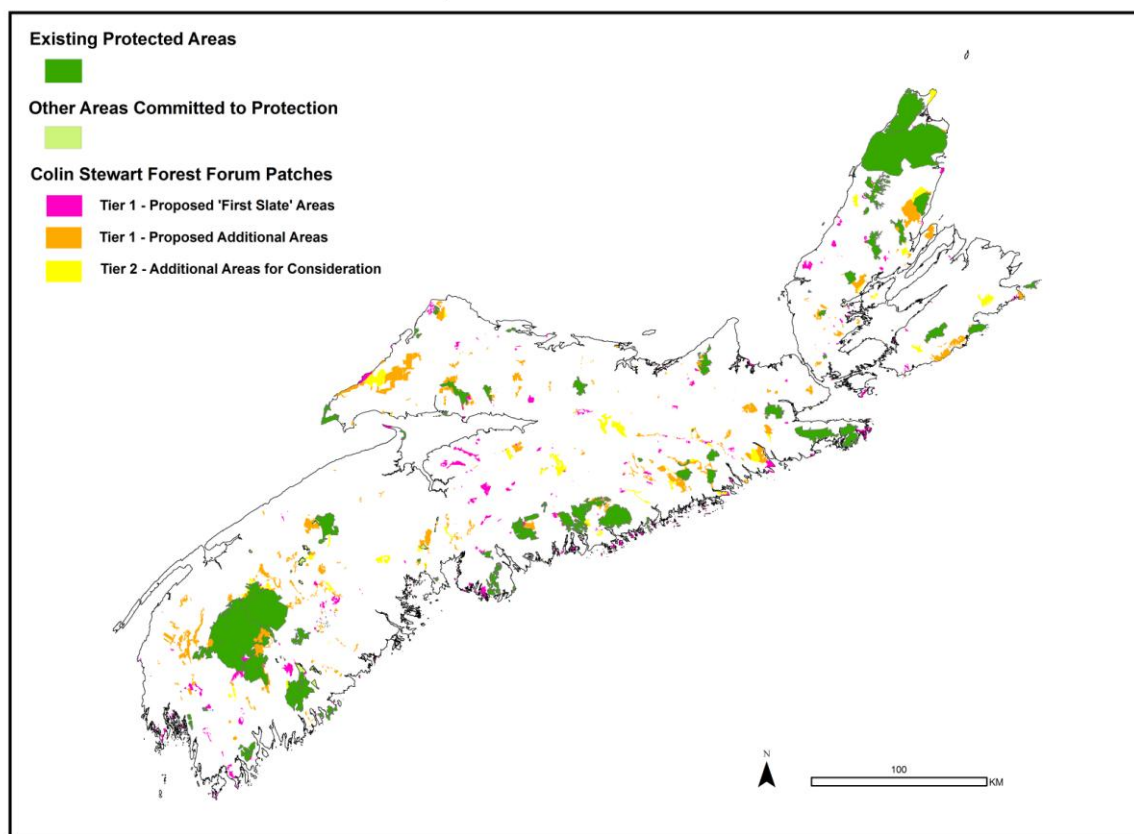 Existing Protected Areas
Other Areas Committed to Protection
Colin Stewart Forest Forum Patches
Tier 1 - Proposed 'First Slate' Areas
Tier 1 - Proposed Additional Areas
Tier 2 - Additional Areas for Consideration
N
100
KM